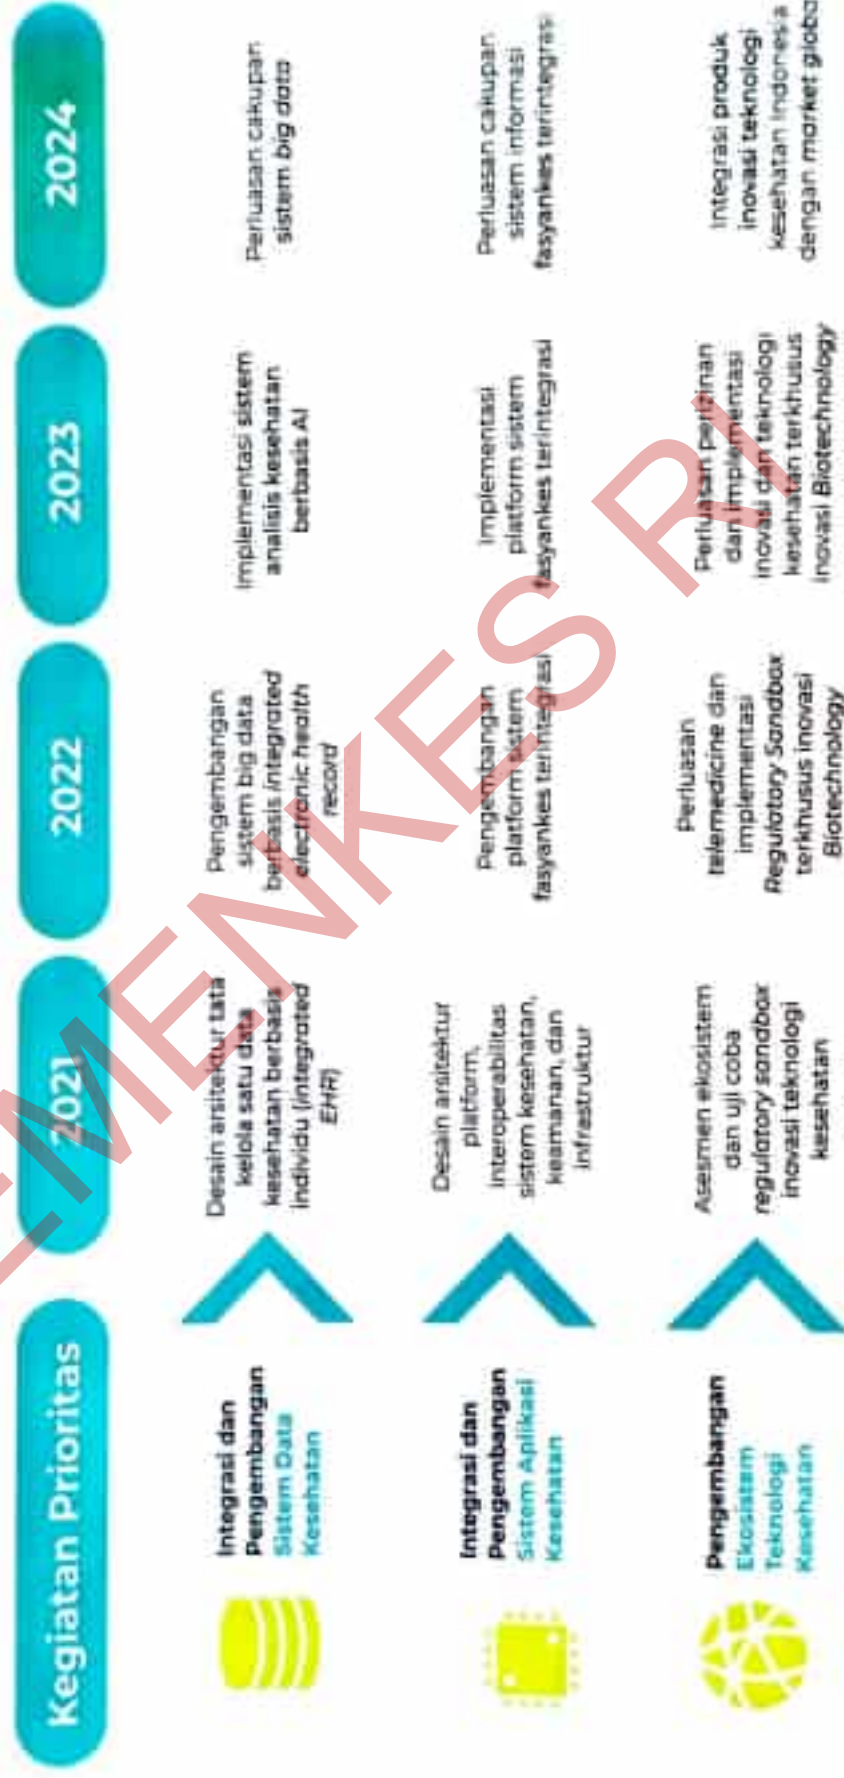 Kegiatan Prioritas
2021
2022
2023
2024
Integrasi dan
Pengembangan
Sistem Data
Kesehatan
Desain arsitektur tata
kelola satu data
kesehatan berbasis
individu (integrated
EHR)
Pengembangan
sistem big data
berbasis integrated
electronic health
record
Implementasi sistem
analisis kesehatan
berbasis AI
Perluasan cakupan
sistem big data
Integrasi dan
Pengembangan
Sistem Aplikasi
Kesehatan
Desain arsitektur
platform,
interoperabilitas
sistem kesehatan,
keamanan, dan
infrastruktur
Pengembangan
platform sistem
fasyankes terintegrasi
Implementasi
platform sistem
fasyankes terintegrasi
Perluasan cakupan
sistem informasi
fasyankes terintegrasi
Pengembangan
Ekosistem
Teknologi
Kesehatan
Asesmen ekosistem
dan uji coba
regulatory sandbox
inovasi teknologi
kesehatan
Perluasan
telemedicine dan
implementasi
Regulatory Sandbox
terkhusus inovasi
Biotechnology
Perluasan perizinan
dan implementasi
inovasi dan teknologi
kesehatan terkhusus
inovasi Biotechnology
Integrasi produk
inovasi teknologi
kesehatan Indonesia
dengan market globa
EMENKES RI